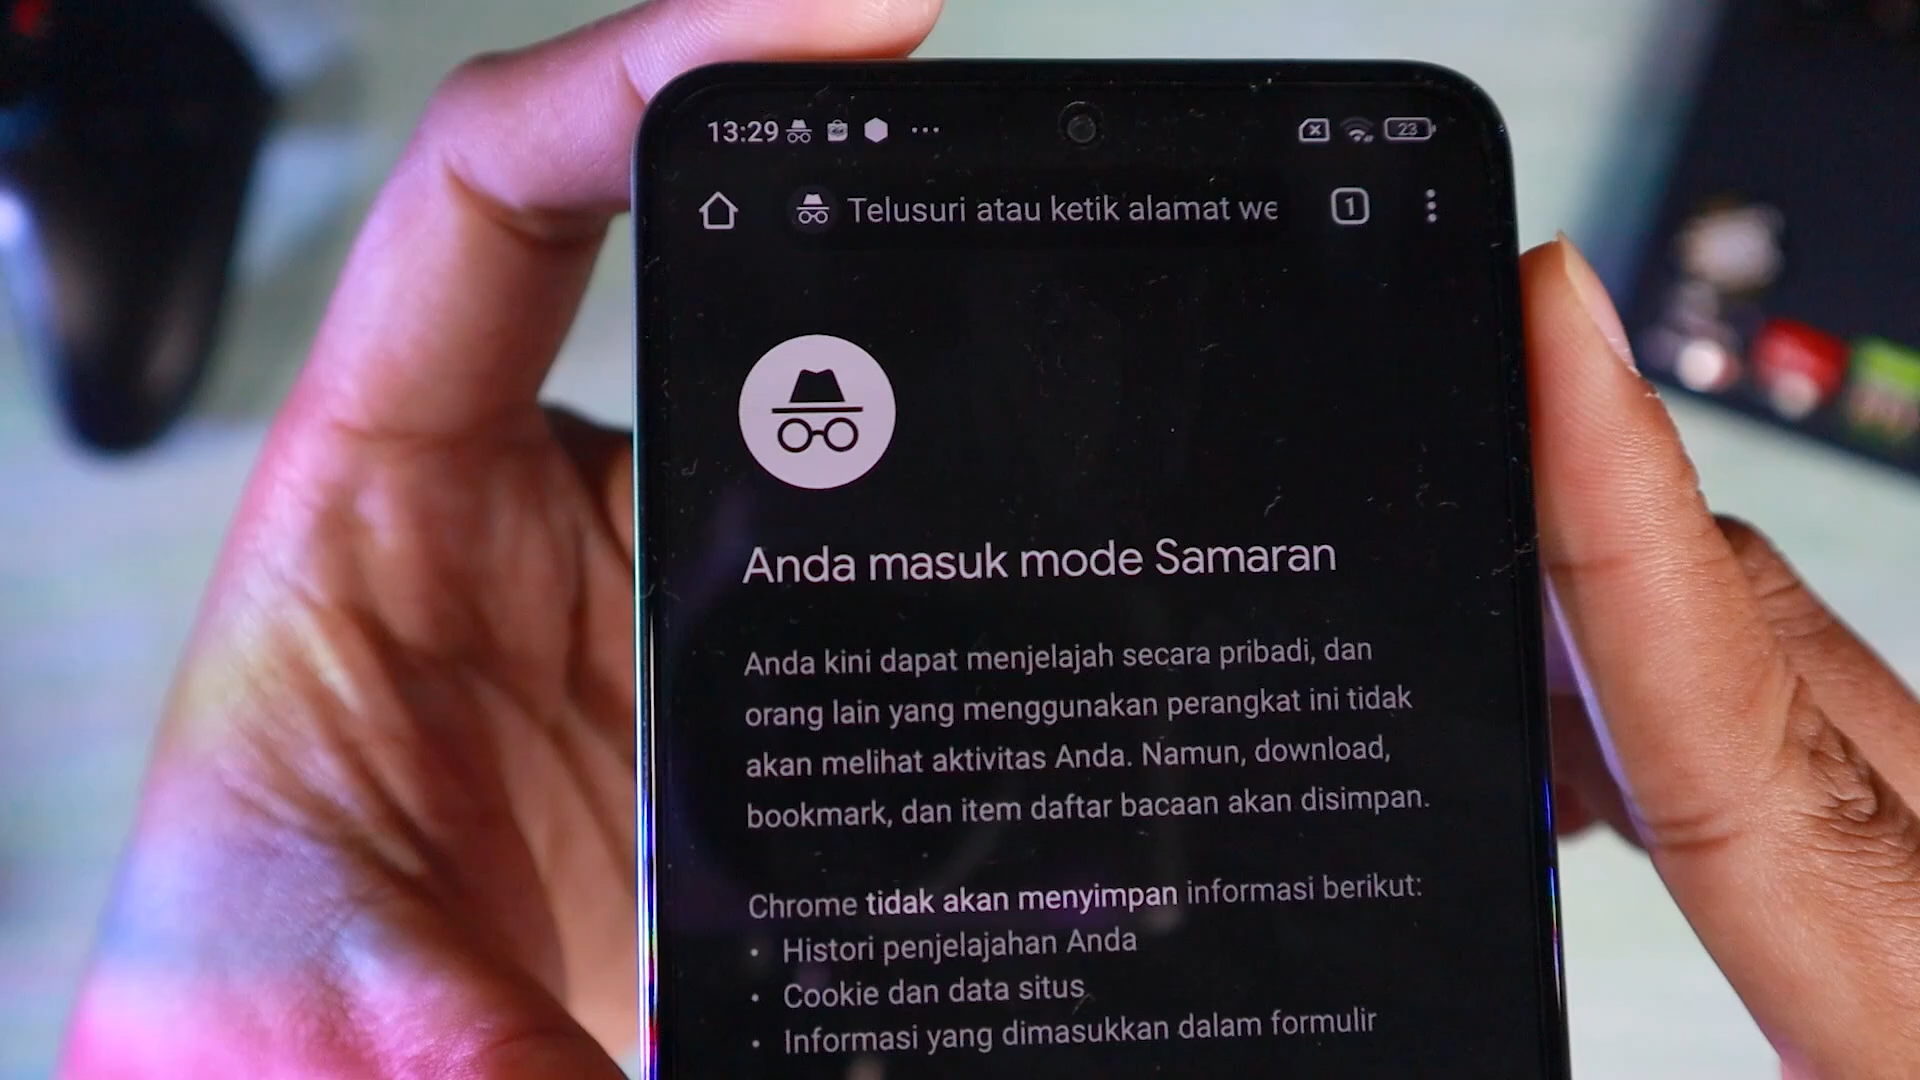 13:29
23
Telusuri atau ketik alamat we
1
Anda masuk mode Samaran
Anda kini dapat menjelajah secara pribadi, dan
orang lain yang menggunakan perangkat ini tidak
akan melihat aktivitas Anda. Namun, download,
bookmark, dan item daftar bacaan akan disimpan.
Chrome tidak akan menyimpan informasi berikut:
• Histori penjelajahan Anda
• Cookie dan data situs
• Informasi yang dimasukkan dalam formulir